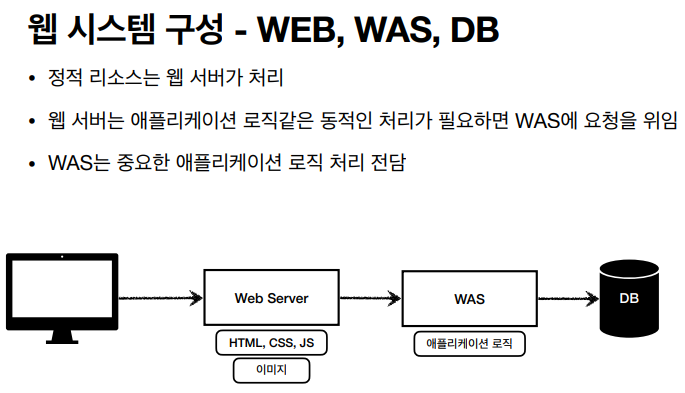 웹 시스템 구성 - WEB, WAS, DB
• 정적 리소스는 웹 서버가 처리
• 웹 서버는 애플리케이션 로직같은 동적인 처리가 필요하면 WAS에 요청을 위임
• WAS는 중요한 애플리케이션 로직 처리 전담
Web Server
WAS
DB
HTML, CSS, JS
애플리케이션 로직
이미지